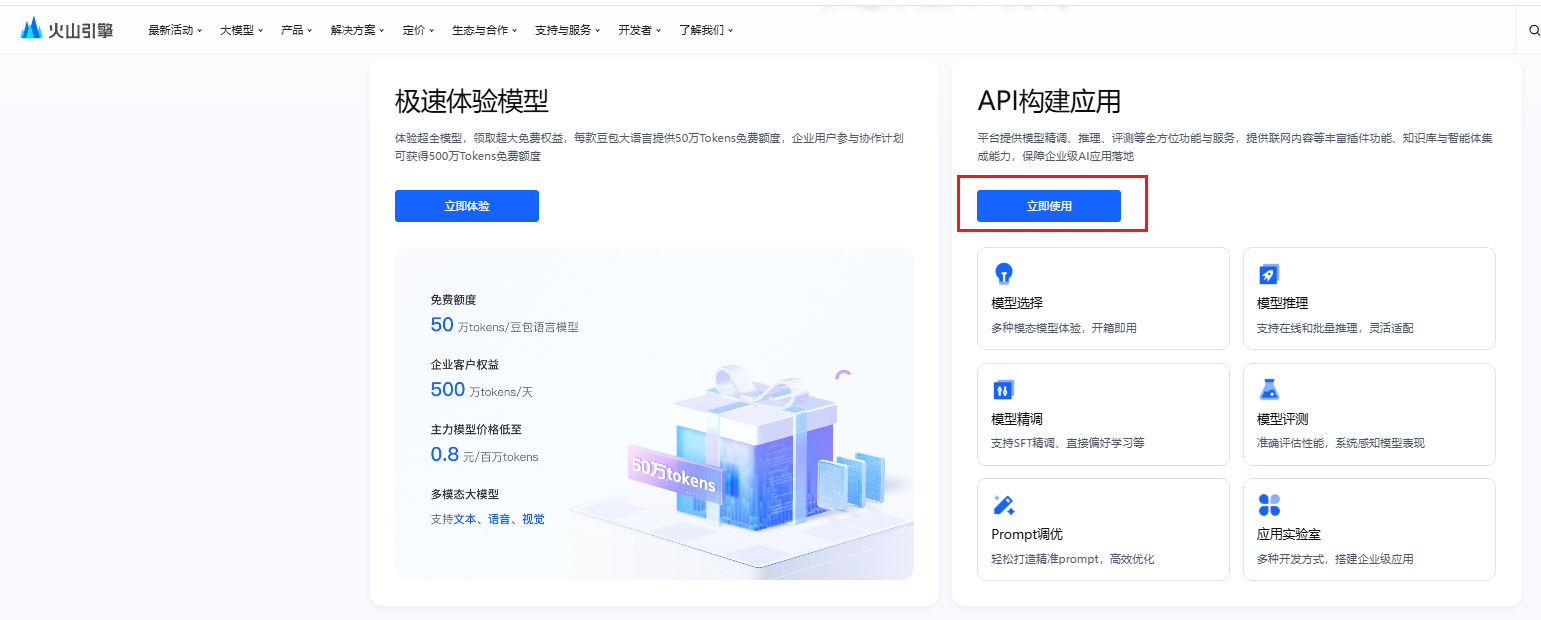 火山引擎
最新活动 大模型 产品 解决方案 定价 生态与合作 支持与服务 开发者 了解我们
极速体验模型
体验超全模型，领取超大免费权益，每款豆包大语言提供50万Tokens免费额度，企业用户参与协作计划
可获得500万Tokens免费额度
立即体验
免费额度
50 万tokens/豆包语言模型
企业客户权益
500 万tokens/天
主力模型价格低至
0.8 元/百万tokens
多模态大模型
支持文本、语音、视觉
50万tokens
API构建应用
平台提供模型精调、推理、评测等全方位功能与服务，提供联网内容等丰富插件功能、知识库与智能体集
成能力，保障企业级AI应用落地
立即使用
模型选择
多种模态模型体验，开箱即用
模型推理
支持在线和批量推理，灵活适配
模型精调
支持SFT精调、直接偏好学习等
模型评测
准确评估性能，系统感知模型表现
Prompt调优
轻松打造精准prompt，高效优化
应用实验室
多种开发方式，搭建企业级应用